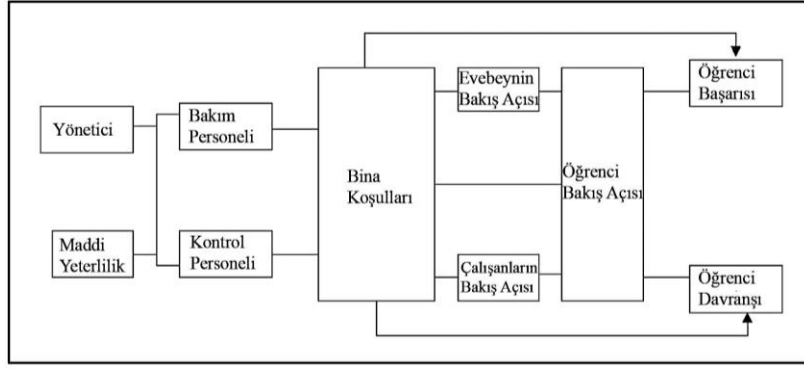 Yönetici
Maddi
Yeterlilik
Bakım
Personeli
Kontrol
Personeli
Bina
Koşulları
Evebeynin
Bakış Açısı
Çalışanların
Bakış Açısı
Öğrenci
Bakış Açısı
Öğrenci
Başarısı
Öğrenci
Davranşı